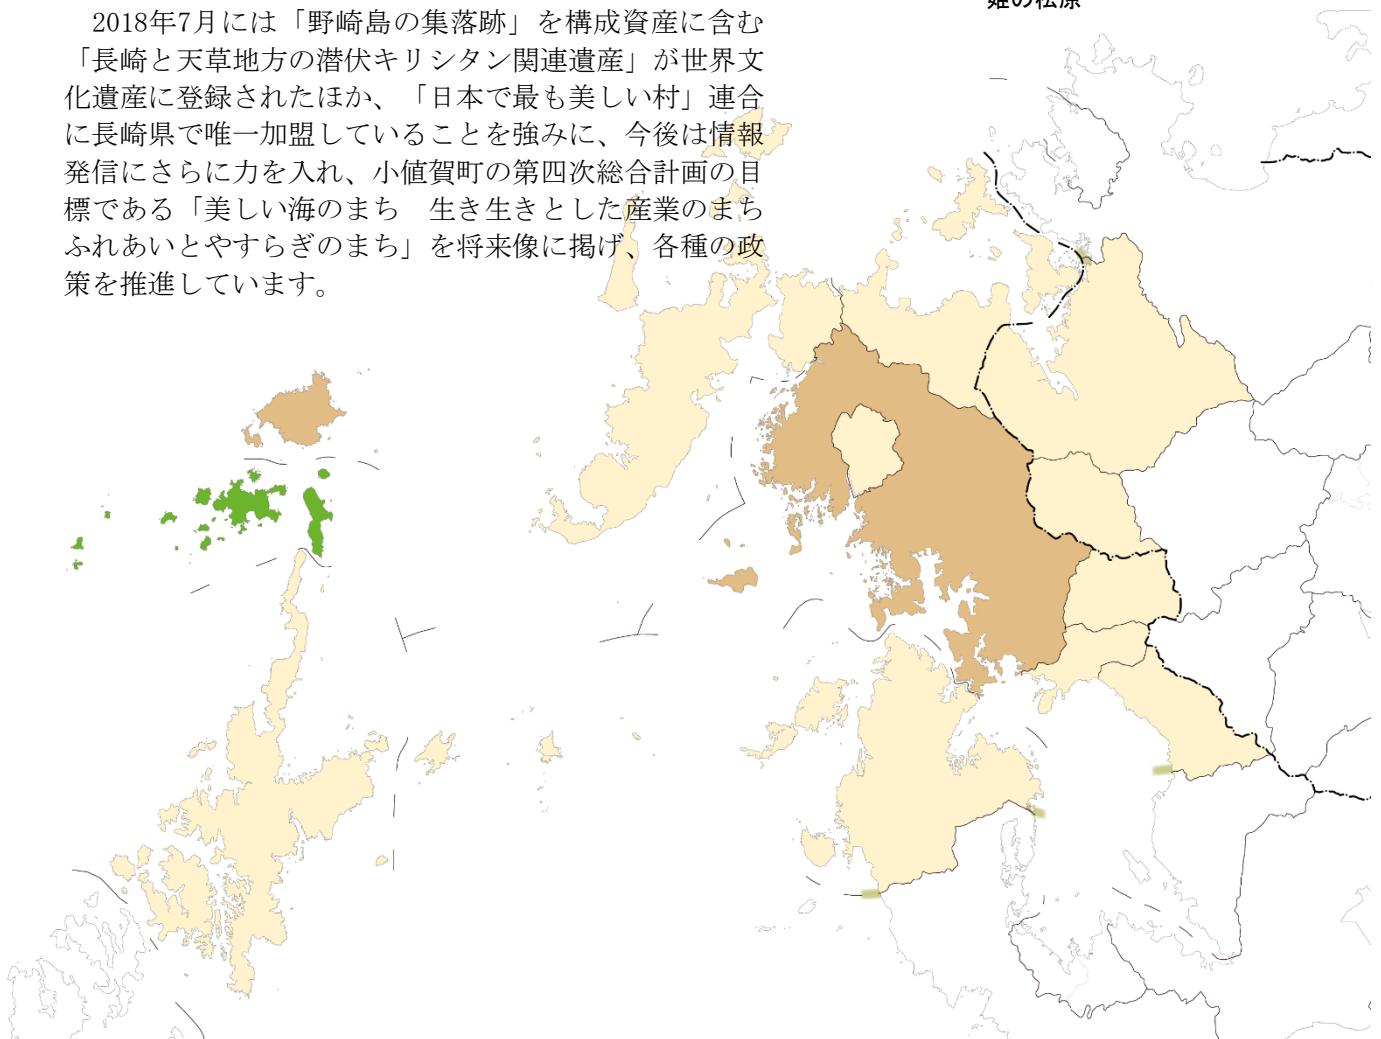 姫の松原
2018年7月には「野崎島の集落跡」を構成資産に含む
「長崎と天草地方の潜伏キリシタン関連遺産」が世界文
化遺産に登録されたほか、「日本で最も美しい村」連合
に長崎県で唯一加盟していることを強みに、今後は情報
発信にさらに力を入れ、小値賀町の第四次総合計画の目
標である「美しい海のまち　生き生きとした産業のまち
ふれあいとやすらぎのまち」を将来像に掲げ、各種の政
策を推進しています。